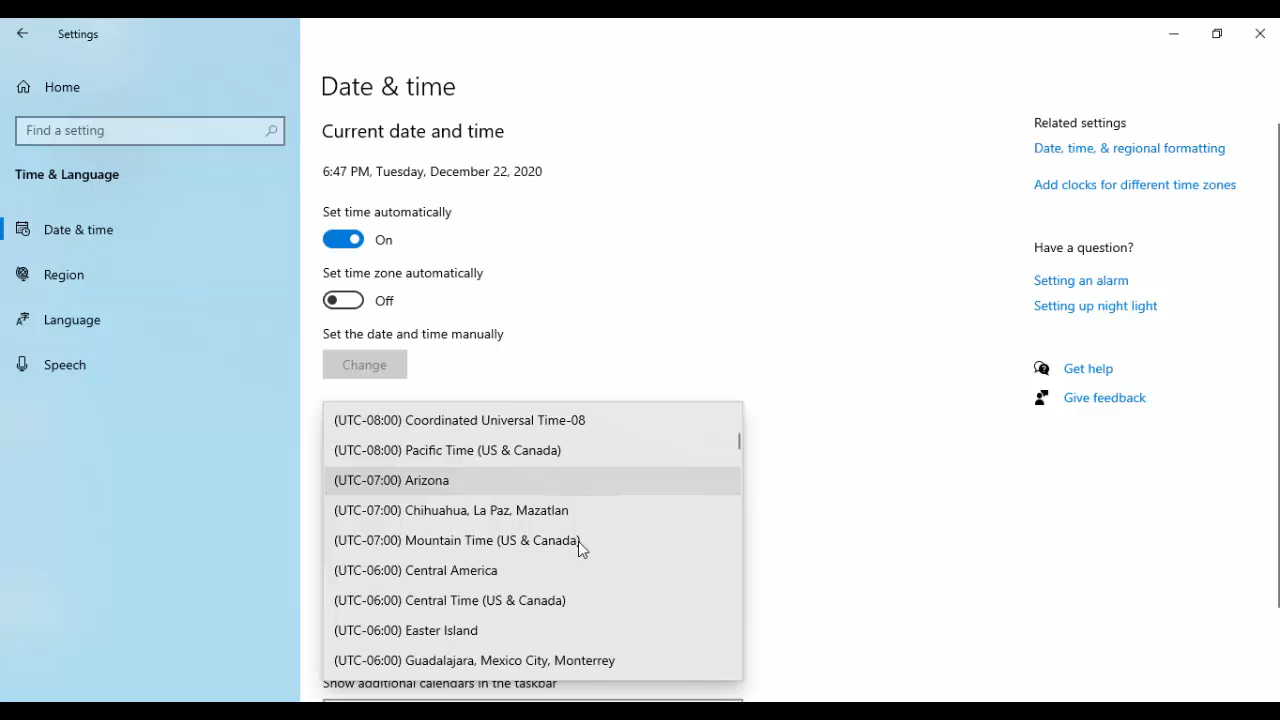 Settings
Home
Find a setting
Time & Language
Date & time
Region
Language
Speech
Date & time
Current date and time
6:47 PM, Tuesday, December 22, 2020
Set time automatically
On
Set time zone automatically
Off
Set the date and time manually
Change
(UTC-08:00) Coordinated Universal Time-08
(UTC-08:00) Pacific Time (US & Canada)
(UTC-07:00) Arizona
(UTC-07:00) Chihuahua, La Paz, Mazatlan
(UTC-07:00) Mountain Time (US & Canada)
(UTC-06:00) Central America
(UTC-06:00) Central Time (US & Canada)
(UTC-06:00) Easter Island
(UTC-06:00) Guadalajara, Mexico City, Monterrey
Show additional calendars in the taskbar
Related settings
Date, time, & regional formatting
Add clocks for different time zones
Have a question?
Setting an alarm
Setting up night light
Get help
Give feedback